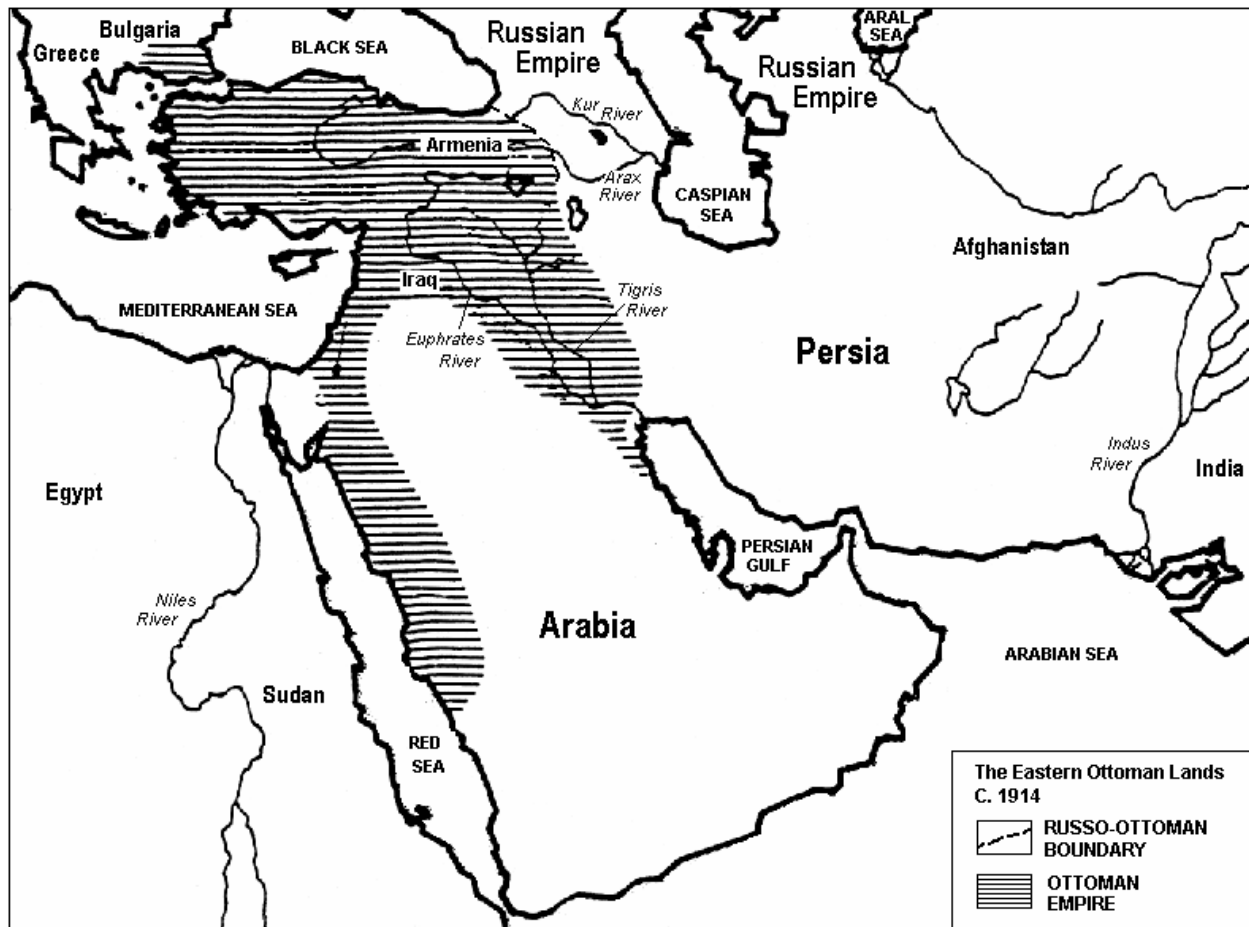 Bulgaria
Greece
BLACK SEA
Russian
Empire
ARAL
SEA
Russian
Empire
Kur
River
Armenia
Arax
River
CASPIAN
SEA
Afghanistan
Iraq
Tigris
River
MEDITERRANEAN SEA
Euphrates
River
Persia
Indus
River
India
Egypt
PERSIAN
GULF
Niles
River
Arabia
ARABIAN SEA
Sudan
RED
SEA
The Eastern Ottoman Lands
C. 1914
RUSSO-OTTOMAN
BOUNDARY
OTTOMAN
EMPIRE